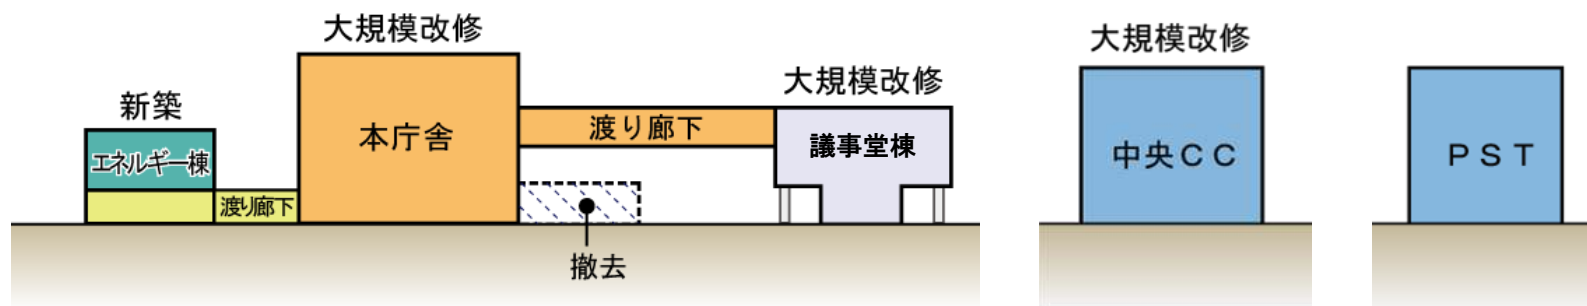 新築
エネルギー棟
渡り廊下
大規模改修
本庁舎
渡り廊下
撤去
大規模改修
議事堂棟
大規模改修
中央ＣＣ
ＰＳＴ